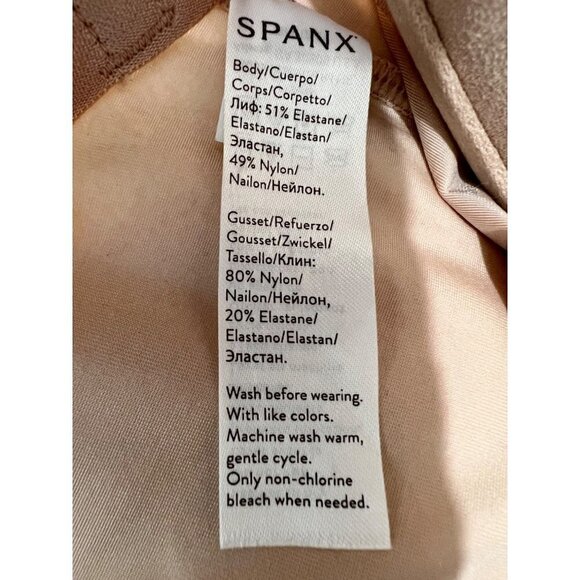 SPANX
Body/Cuerpo/
Corps/Corpetto/
Лиф: 51% Elastane/
Elastano/Elastan/
Эластан,
49% Nylon/
Nailon/Нейлон.
Gusset/Refuerzo/
Gousset/Zwickel/
Tassello/Клин:
80% Nylon/
Nailon/Нейлон,
20% Elastane/
Elastano/Elastan/
Эластан.
Wash before wearing.
With like colors.
Machine wash warm,
gentle cycle.
Only non-chlorine
bleach when needed.